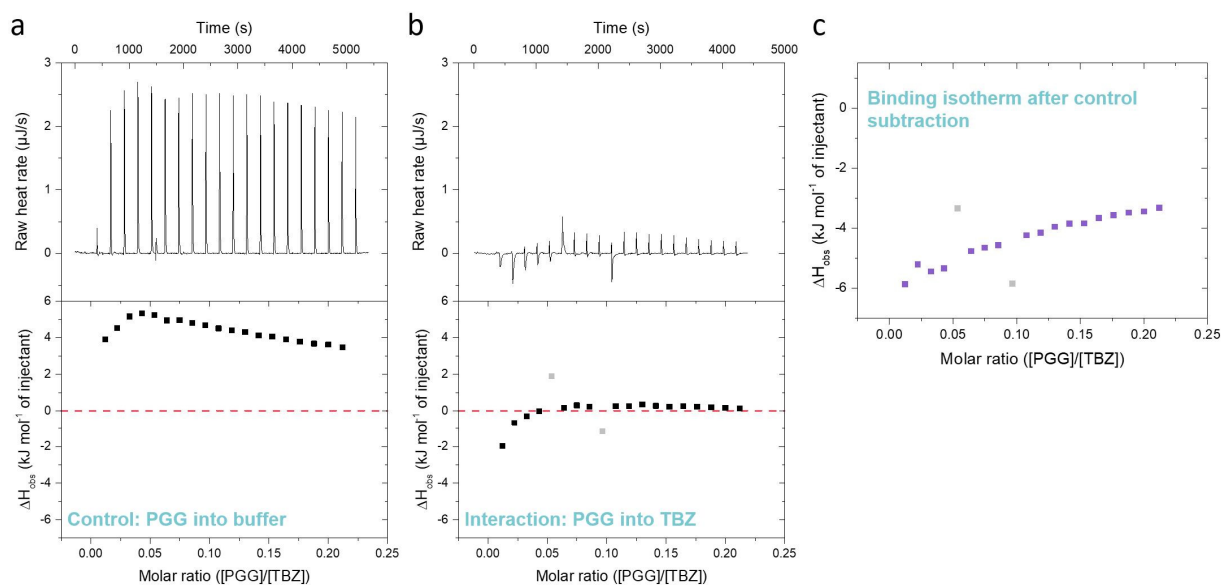 a
Time (s)
0 1000 2000 3000 4000 5000
3
2
1
0
Raw heat rate (µJ/s)
6
4
2
0
-2
-4
-6
ΔHobs (kJ mol-1 of injectant)
Control: PGG into buffer
0.00 0.05 0.10 0.15 0.20 0.25
Molar ratio ([PGG]/[TBZ])
b
Time (s)
0 1000 2000 3000 4000 5000
3
2
1
0
Raw heat rate (µJ/s)
6
4
2
0
-2
-4
-6
ΔHobs (kJ mol-1 of injectant)
Interaction: PGG into TBZ
0.00 0.05 0.10 0.15 0.20 0.25
Molar ratio ([PGG]/[TBZ])
c
Binding isotherm after control
subtraction
0
-2
-4
-6
ΔHobs (kJ mol-1 of injectant)
0.00 0.05 0.10 0.15 0.20 0.25
Molar ratio ([PGG]/[TBZ])